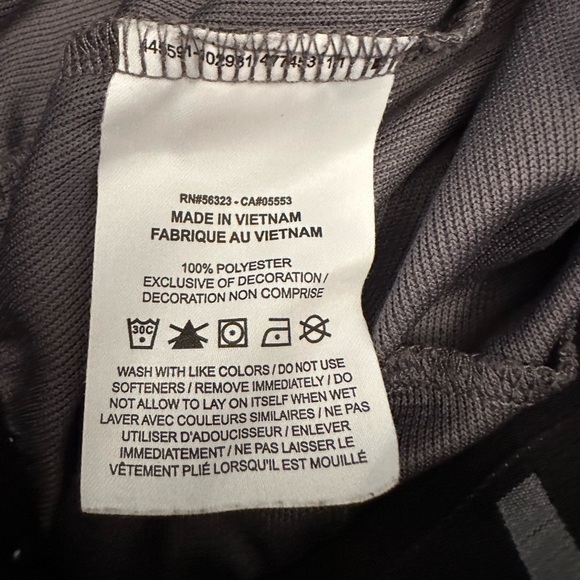 RN#56323 - CA#05553
MADE IN VIETNAM
FABRIQUE AU VIETNAM
100% POLYESTER
EXCLUSIVE OF DECORATION/
DECORATION NON COMPRISE
30C
WASH WITH LIKE COLORS / DO NOT USE
SOFTENERS / REMOVE IMMEDIATELY / DO
NOT ALLOW TO LAY ON ITSELF WHEN WET
LAVER AVEC COULEURS SIMILAIRES / NE PAS
UTILISER D'ADOUCISSEUR / ENLEVER
IMMEDIATEMENT / NE PAS LAISSER LE
VÊTEMENT PLIÉ LORSQU'IL EST MOUILLÉ